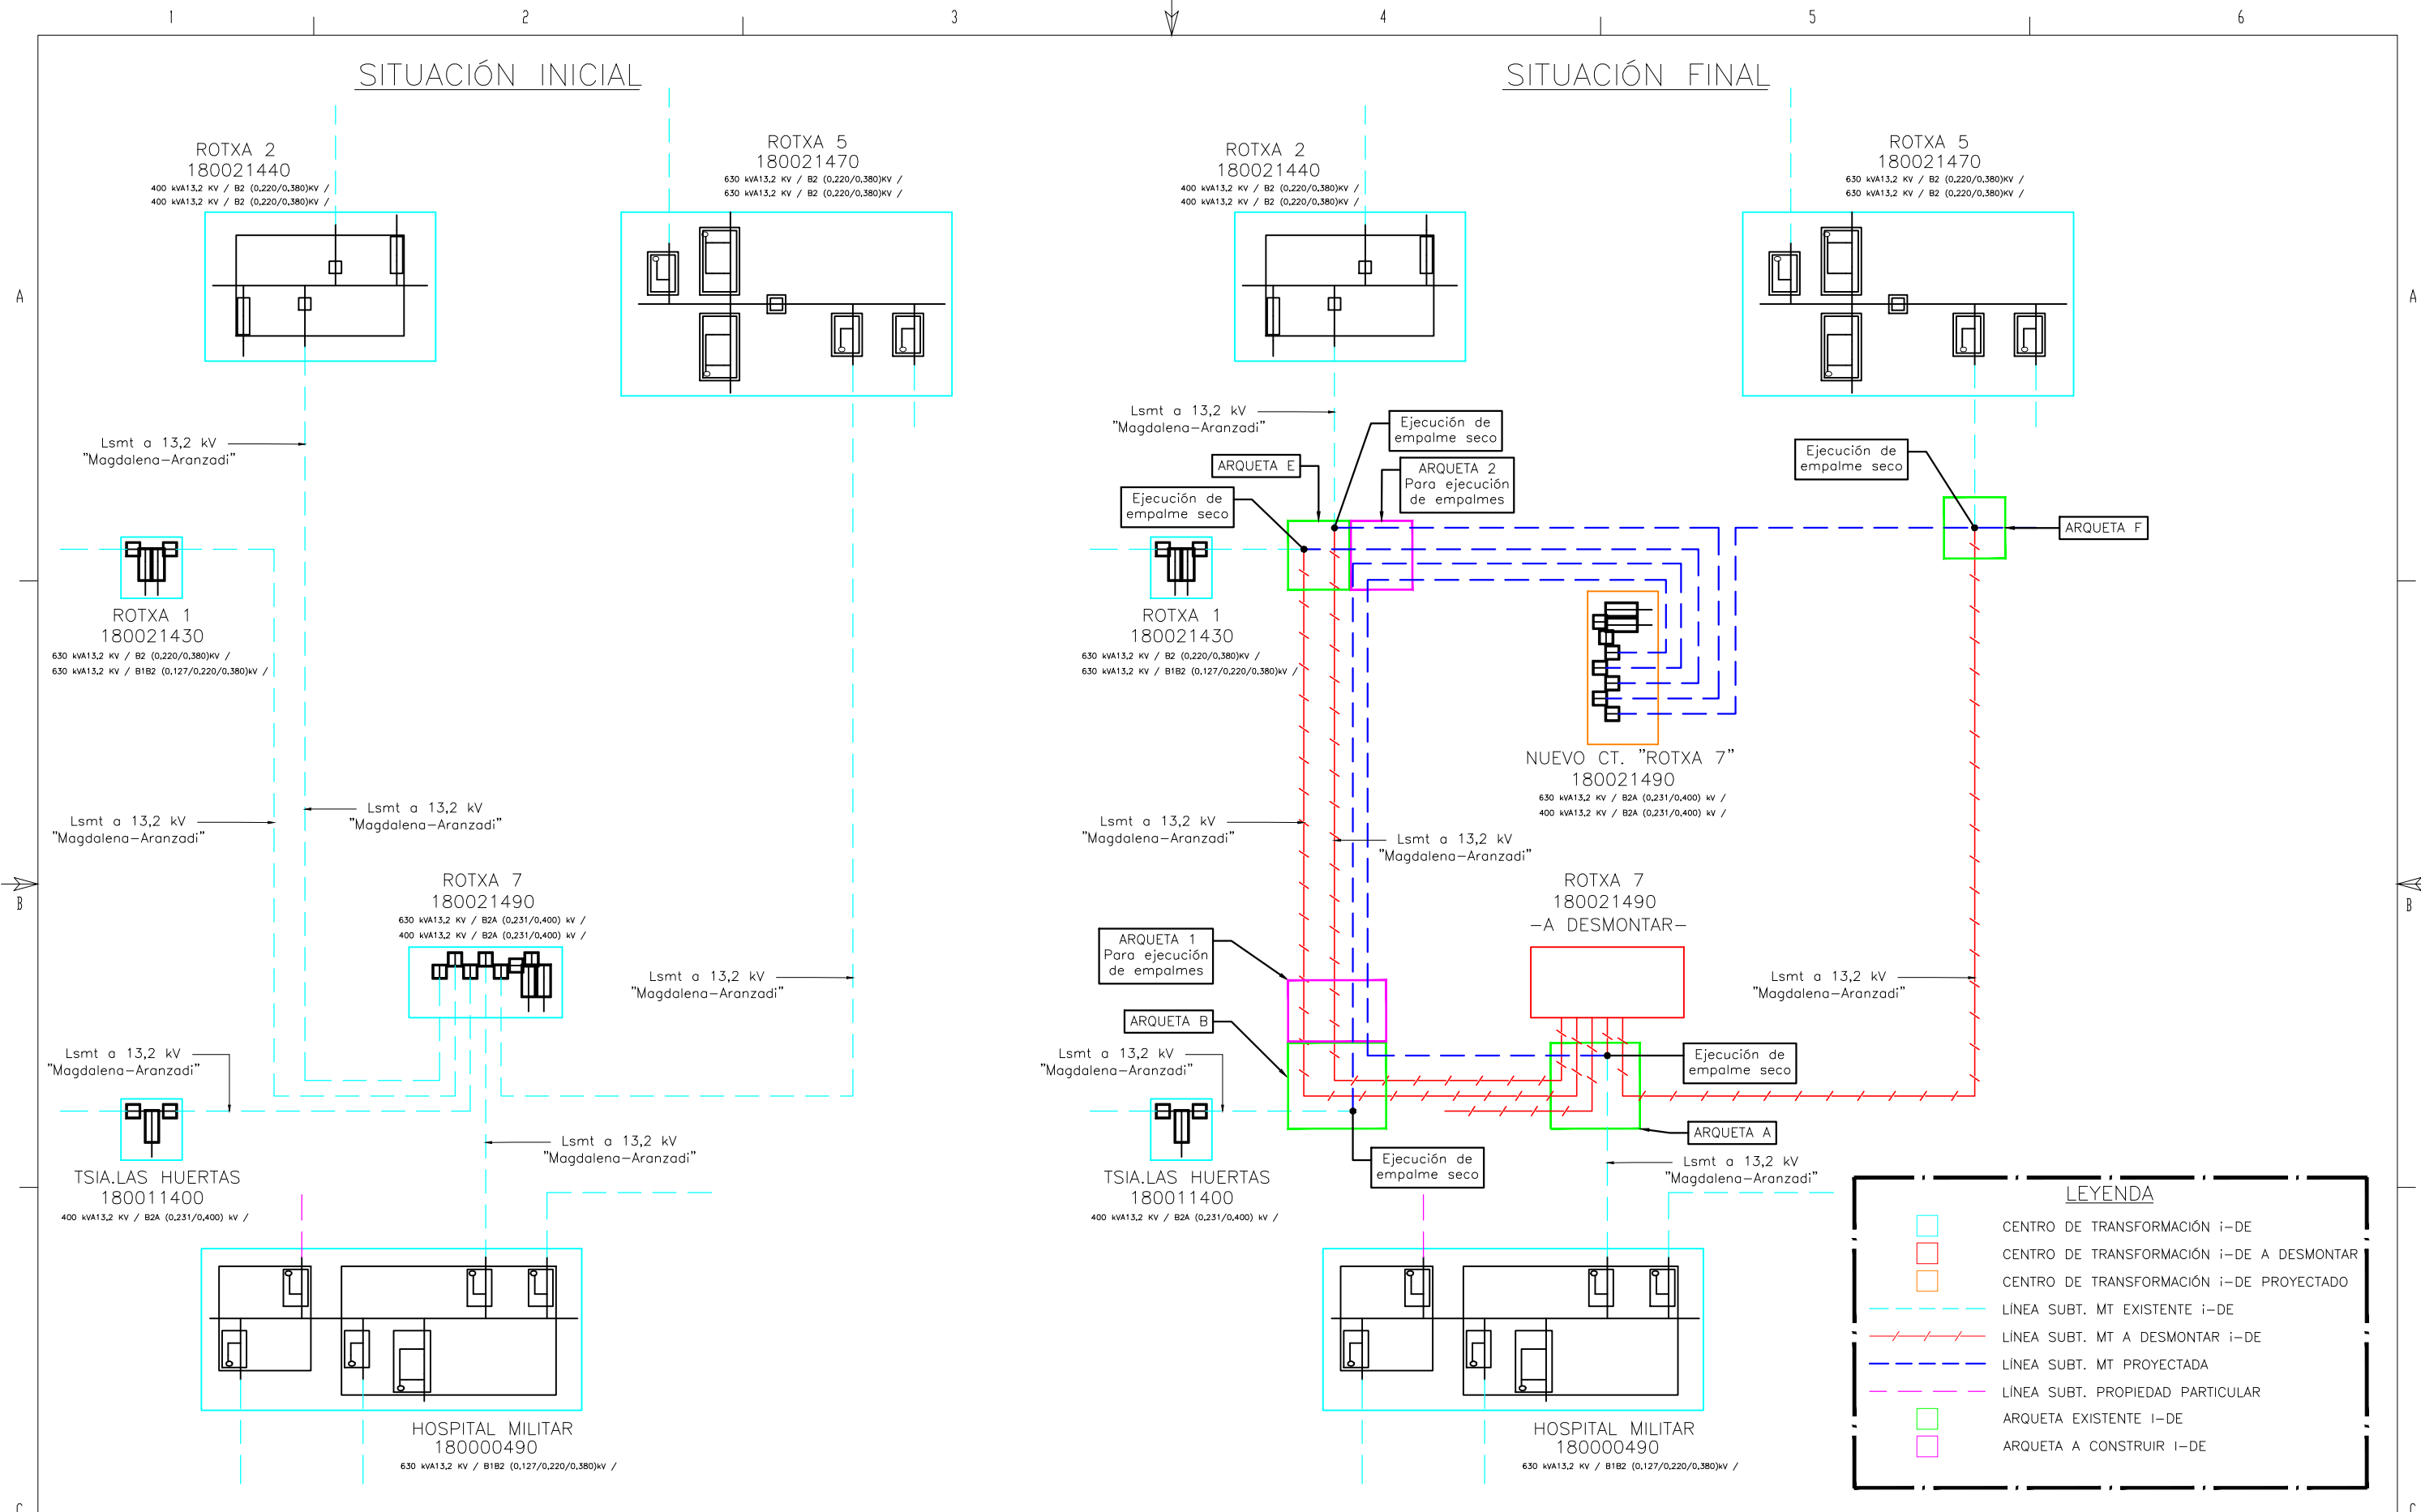 1
2
3
4
5
6
SITUACIÓN INICIAL
ROTXA 2
180021440
400 kVA13,2 KV / B2 (0,220/0,380)KV /
400 kVA13,2 KV / B2 (0,220/0,380)KV /
ROTXA 5
180021470
630 kVA13,2 KV / B2 (0,220/0,380)KV /
630 kVA13,2 KV / B2 (0,220/0,380)KV /
A
Lsmt a 13,2 kV
"Magdalena-Aranzadi"
ROTXA 1
180021430
630 kVA13,2 KV / B2 (0,220/0,380)KV /
630 kVA13,2 KV / B1B2 (0,127/0,220/0,380)kV /
Lsmt a 13,2 kV
"Magdalena-Aranzadi"
Lsmt a 13,2 kV
"Magdalena-Aranzadi"
B
ROTXA 7
180021490
630 kVA13,2 KV / B2A (0,231/0,400) kV /
400 kVA13,2 KV / B2A (0,231/0,400) kV /
Lsmt a 13,2 kV
"Magdalena-Aranzadi"
Lsmt a 13,2 kV
"Magdalena-Aranzadi"
Lsmt a 13,2 kV
"Magdalena-Aranzadi"
TSIA.LAS HUERTAS
180011400
400 kVA13,2 KV / B2A (0,231/0,400) kV /
HOSPITAL MILITAR
180000490
630 kVA13,2 KV / B1B2 (0,127/0,220/0,380)kV /
C
SITUACIÓN FINAL
ROTXA 2
180021440
400 kVA13,2 KV / B2 (0,220/0,380)KV /
400 kVA13,2 KV / B2 (0,220/0,380)KV /
ROTXA 5
180021470
630 kVA13,2 KV / B2 (0,220/0,380)KV /
630 kVA13,2 KV / B2 (0,220/0,380)KV /
A
Lsmt a 13,2 kV
"Magdalena-Aranzadi"
Ejecución de
empalme seco
ARQUETA E
ARQUETA 2
Para ejecución
de empalmes
Ejecución de
empalme seco
Ejecución de
empalme seco
ARQUETA F
ROTXA 1
180021430
630 kVA13,2 KV / B2 (0,220/0,380)KV /
630 kVA13,2 KV / B1B2 (0,127/0,220/0,380)kV /
NUEVO CT. "ROTXA 7"
180021490
630 kVA13,2 KV / B2A (0,231/0,400) kV /
400 kVA13,2 KV / B2A (0,231/0,400) kV /
Lsmt a 13,2 kV
"Magdalena-Aranzadi"
Lsmt a 13,2 kV
"Magdalena-Aranzadi"
B
ROTXA 7
180021490
-A DESMONTAR-
ARQUETA 1
Para ejecución
de empalmes
Lsmt a 13,2 kV
"Magdalena-Aranzadi"
ARQUETA B
Lsmt a 13,2 kV
"Magdalena-Aranzadi"
Ejecución de
empalme seco
ARQUETA A
Ejecución de
empalme seco
Lsmt a 13,2 kV
"Magdalena-Aranzadi"
TSIA.LAS HUERTAS
180011400
400 kVA13,2 KV / B2A (0,231/0,400) kV /
HOSPITAL MILITAR
180000490
630 kVA13,2 KV / B1B2 (0,127/0,220/0,380)kV /
LEYENDA
CENTRO DE TRANSFORMACIÓN i-DE
CENTRO DE TRANSFORMACIÓN i-DE A DESMONTAR
CENTRO DE TRANSFORMACIÓN i-DE PROYECTADO
LÍNEA SUBT. MT EXISTENTE i-DE
LÍNEA SUBT. MT A DESMONTAR i-DE
LÍNEA SUBT. MT PROYECTADA
LÍNEA SUBT. PROPIEDAD PARTICULAR
ARQUETA EXISTENTE I-DE
ARQUETA A CONSTRUIR I-DE
C